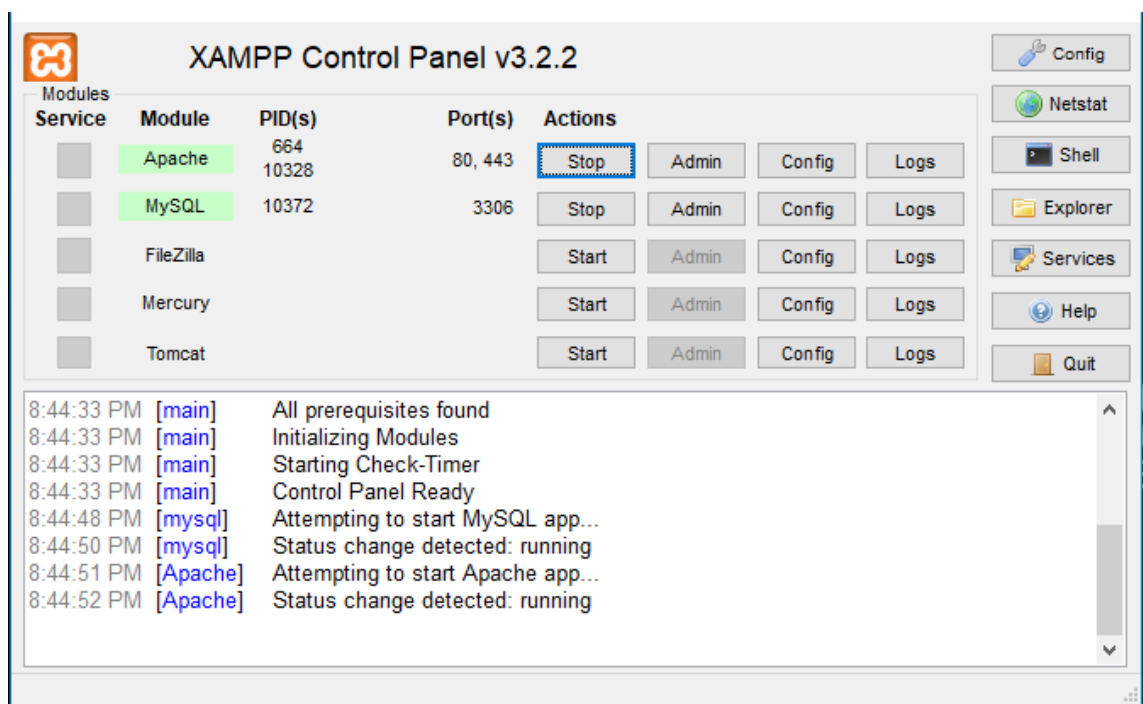 XAMPP Control Panel v3.2.2
Config
Modules
Netstat
Service Module PID(s) Port(s) Actions
Apache 664 10328 80, 443 Stop Admin Config Logs
Shell
MySQL 10372 3306 Stop Admin Config Logs
Explorer
FileZilla Start Admin Config Logs
Services
Mercury Start Admin Config Logs
Help
Tomcat Start Admin Config Logs
Quit
8:44:33 PM [main] All prerequisites found
8:44:33 PM [main] Initializing Modules
8:44:33 PM [main] Starting Check-Timer
8:44:33 PM [main] Control Panel Ready
8:44:48 PM [mysql] Attempting to start MySQL app...
8:44:50 PM [mysql] Status change detected: running
8:44:51 PM [Apache] Attempting to start Apache app...
8:44:52 PM [Apache] Status change detected: running